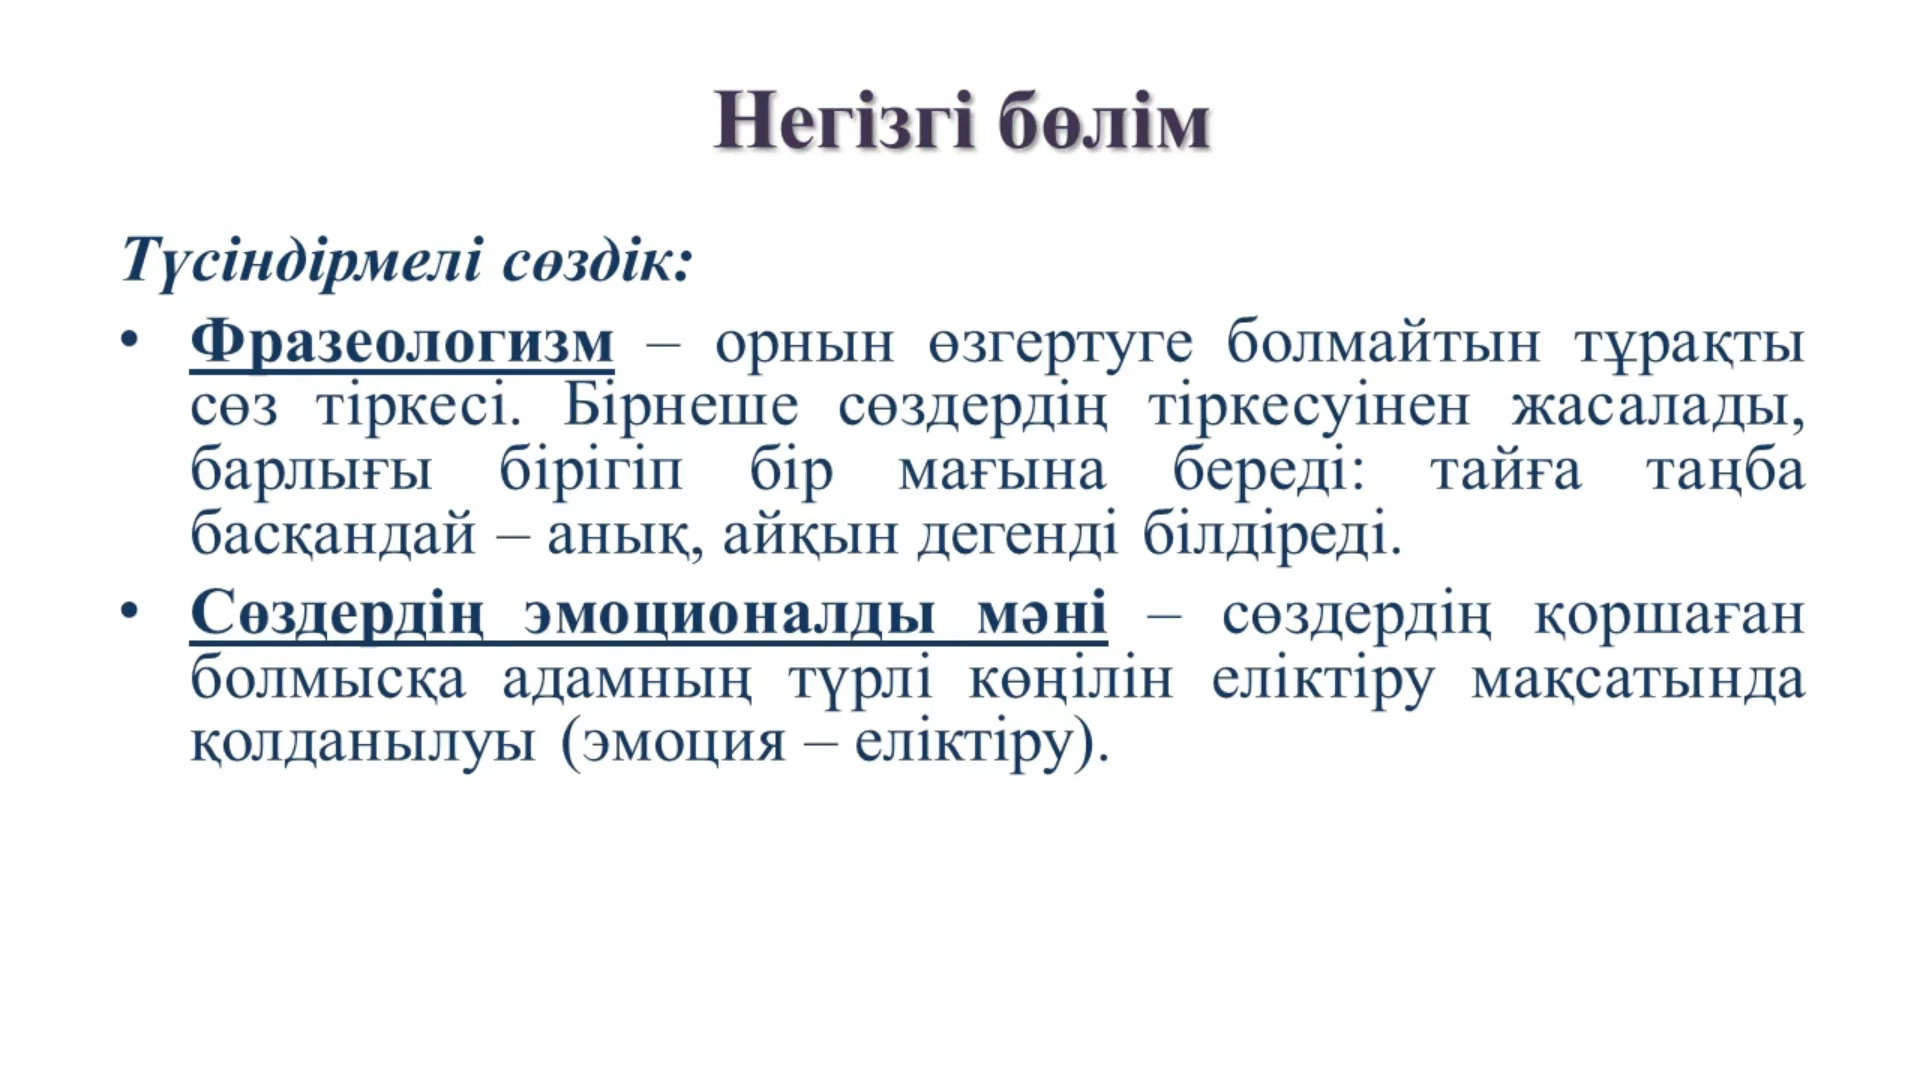 Негізгі бөлім
Түсіндірмелі сөздік:
• Фразеологизм – орнын өзгертуге болмайтын тұрақты
сөз тіркесі. Бірнеше сөздердің тіркесуінен жасалады,
барлығы бірігіп бір мағына береді: тайға таңба
басқандай – анық, айқын дегенді білдіреді.
• Сөздердің эмоционалды мәні – сөздердің қоршаған
болмысқа адамның түрлі көңілін еліктіру мақсатында
қолданылуы (эмоция – еліктіру).